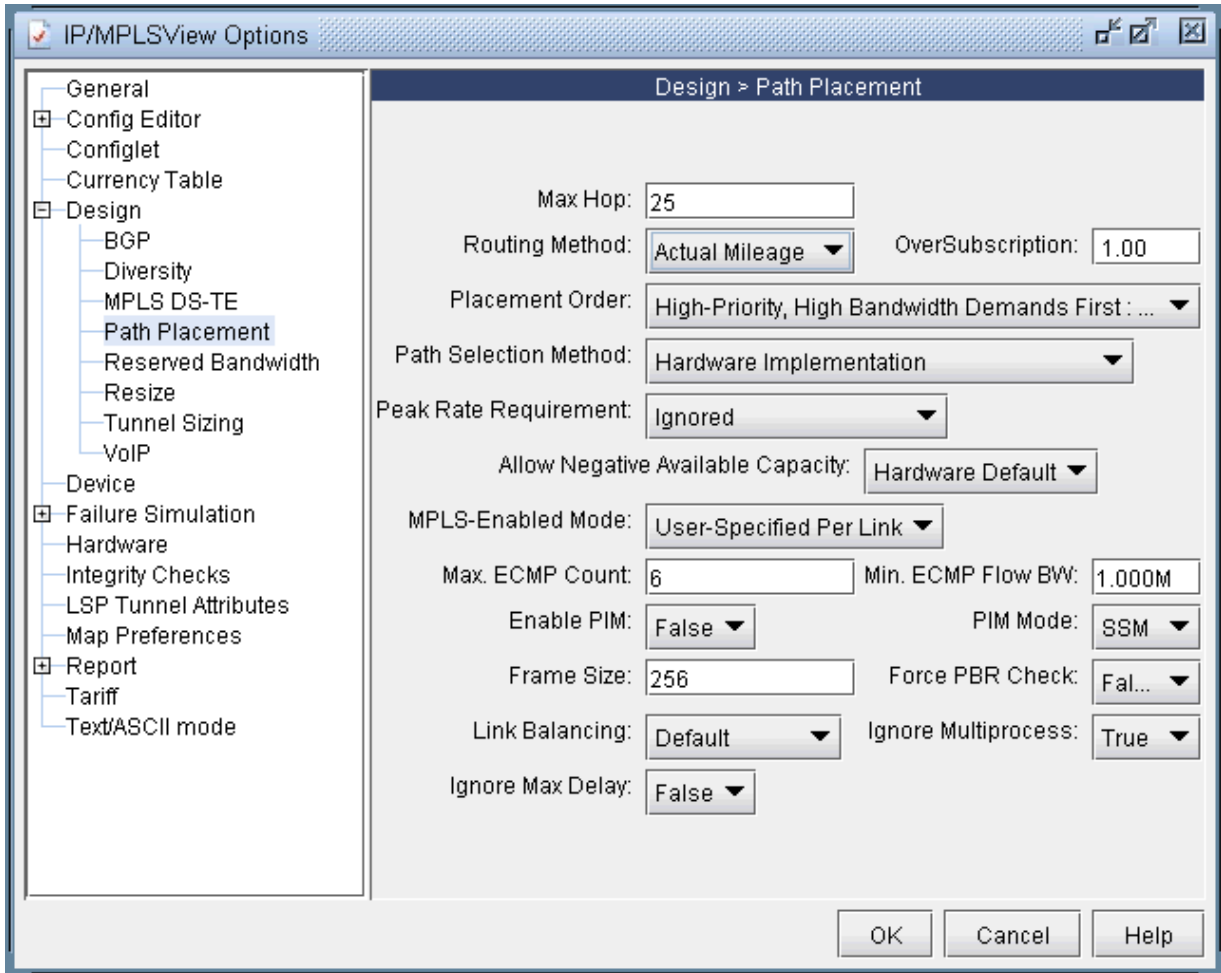 IP/MPLSView Options
General
Config Editor
Configlet
Currency Table
Design
BGP
Diversity
MPLS DS-TE
Path Placement
Reserved Bandwidth
Resize
Tunnel Sizing
VoIP
Device
Failure Simulation
Hardware
Integrity Checks
LSP Tunnel Attributes
Map Preferences
Report
Tariff
Text/ASCII mode
Design > Path Placement
Max Hop: 25
Routing Method: Actual Mileage OverSubscription: 1.00
Placement Order: High-Priority, High Bandwidth Demands First : ...
Path Selection Method: Hardware Implementation
Peak Rate Requirement: Ignored
Allow Negative Available Capacity: Hardware Default
MPLS-Enabled Mode: User-Specified Per Link
Max. ECMP Count: 6 Min. ECMP Flow BW: 1.000M
Enable PIM: False PIM Mode: SSM
Frame Size: 256 Force PBR Check: Fal...
Link Balancing: Default Ignore Multiprocess: True
Ignore Max Delay: False
OK Cancel Help